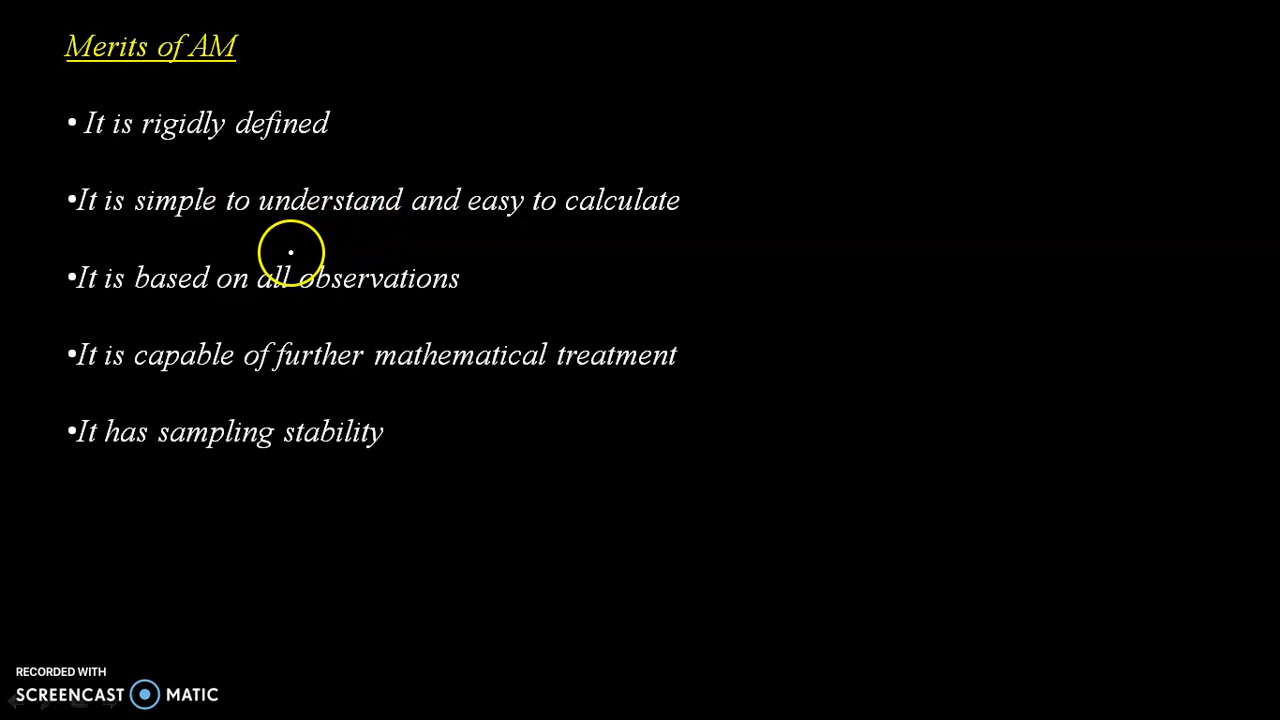 Merits of AM
• It is rigidly defined
•It is simple to understand and easy to calculate
•It is based on all observations
•It is capable of further mathematical treatment
•It has sampling stability
RECORDED WITH
SCREENCAST MATIC